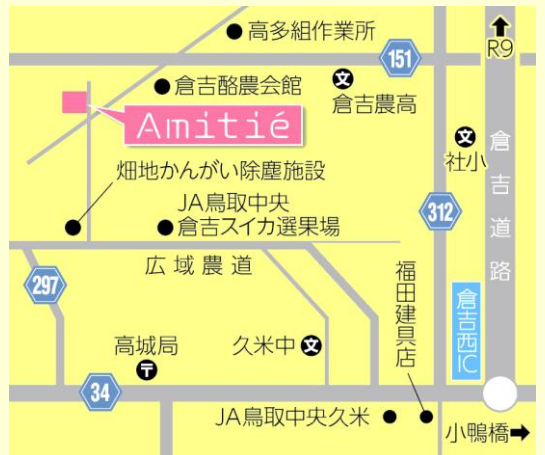 高多組作業所
R9
151
倉吉酪農会館
文
倉吉農高
Amitié
文
社小
倉吉道路
畑地かんがい除塵施設
JA鳥取中央
倉吉スイカ選果場
312
広域農道
297
福田建具店
倉吉西IC
高城局
〒
久米中
文
34
JA鳥取中央久米
小鴨橋➡